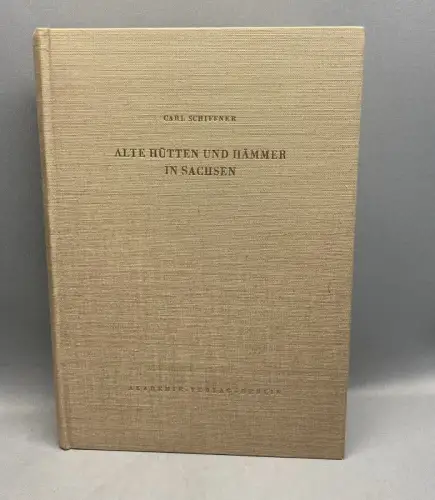 CARL SCHIFFNER
ALTE HÜTTEN UND HÄMMER
IN SACHSEN
AKADEMIE-VERLAG·BERLIN